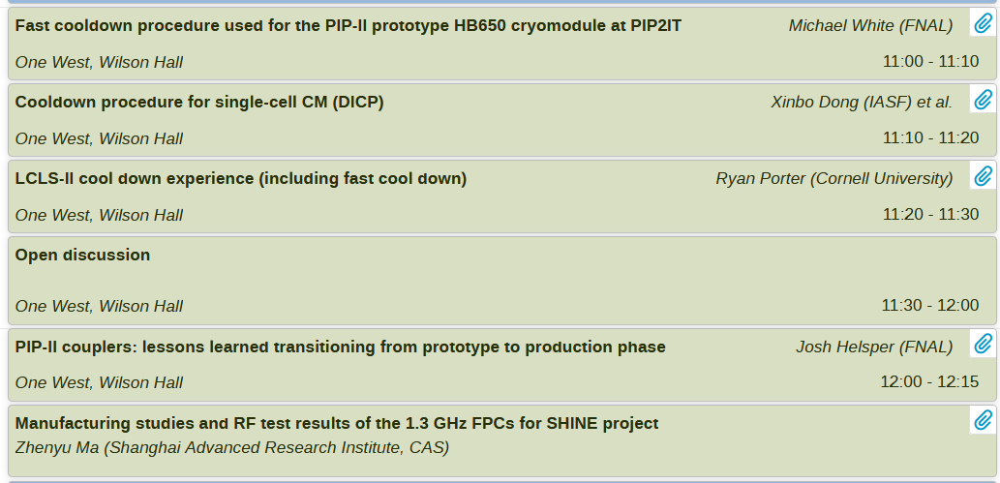 Fast cooldown procedure used for the PIP-II prototype HB650 cryomodule at PIP2IT Michael White (FNAL)
One West, Wilson Hall 11:00 - 11:10
Cooldown procedure for single-cell CM (DICP) Xinbo Dong (IASF) et al.
One West, Wilson Hall 11:10 - 11:20
LCLS-II cool down experience (including fast cool down) Ryan Porter (Cornell University)
One West, Wilson Hall 11:20 - 11:30
Open discussion
One West, Wilson Hall 11:30 - 12:00
PIP-II couplers: lessons learned transitioning from prototype to production phase Josh Helsper (FNAL)
One West, Wilson Hall 12:00 - 12:15
Manufacturing studies and RF test results of the 1.3 GHz FPCs for SHINE project
Zhenyu Ma (Shanghai Advanced Research Institute, CAS)